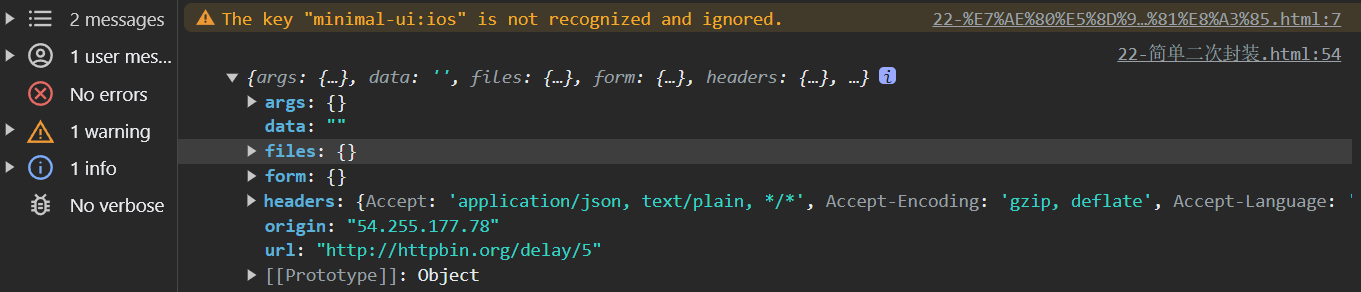 2 messages
1 user mes...
No errors
1 warning
1 info
No verbose
The key "minimal-ui:ios" is not recognized and ignored. 22-%E7%AE%80%E5%8D%9…%81%E8%A3%85.html:7
22-简单二次封装.html:54
{args: {…}, data: '', files: {…}, form: {…}, headers: {…}, …} i
args: {}
data: ""
files: {}
form: {}
headers: {Accept: 'application/json, text/plain, */*', Accept-Encoding: 'gzip, deflate', Accept-Language: '
origin: "54.255.177.78"
url: "http://httpbin.org/delay/5"
[[Prototype]]: Object